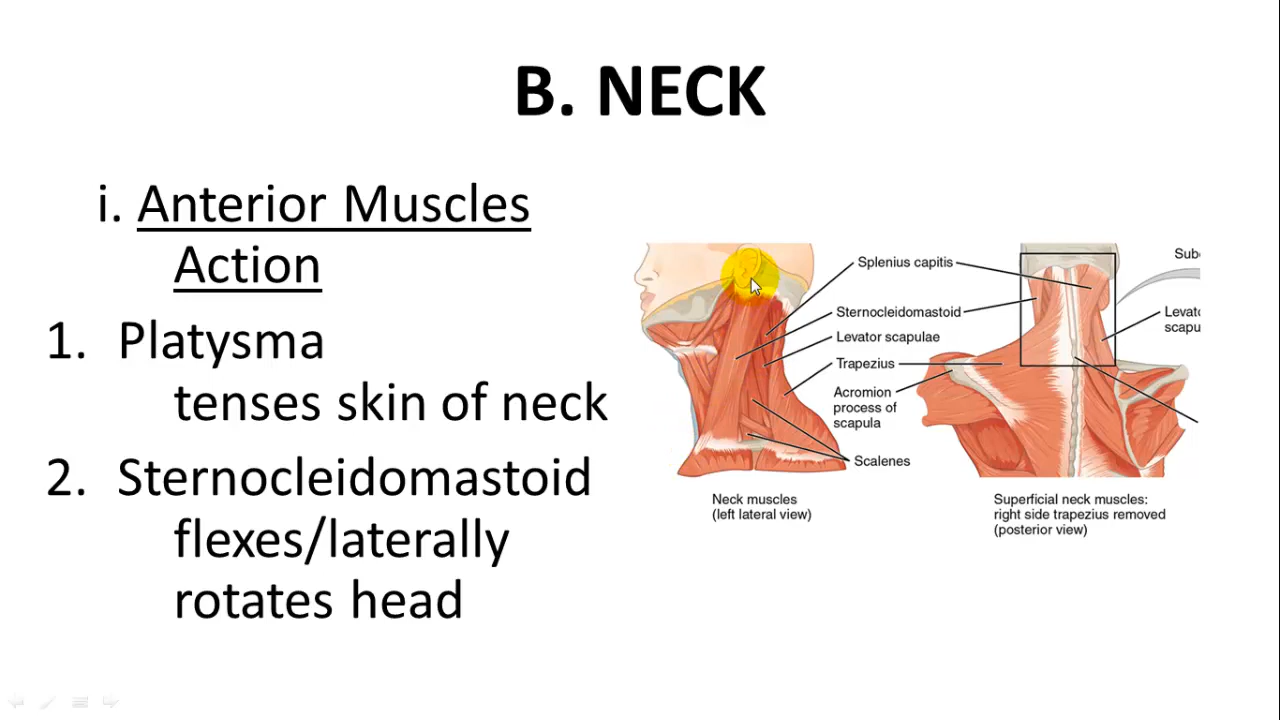 B. NECK
i. Anterior Muscles
Action
1. Platysma
tenses skin of neck
2. Sternocleidomastoid
flexes/laterally
rotates head
Splenius capitis
Sternocleidomastoid
Levator scapulae
Trapezius
Acromion
process of
scapula
Scalenes
Neck muscles
(left lateral view)
Levato
scapu
Superficial neck muscles:
right side trapezius removed
(posterior view)